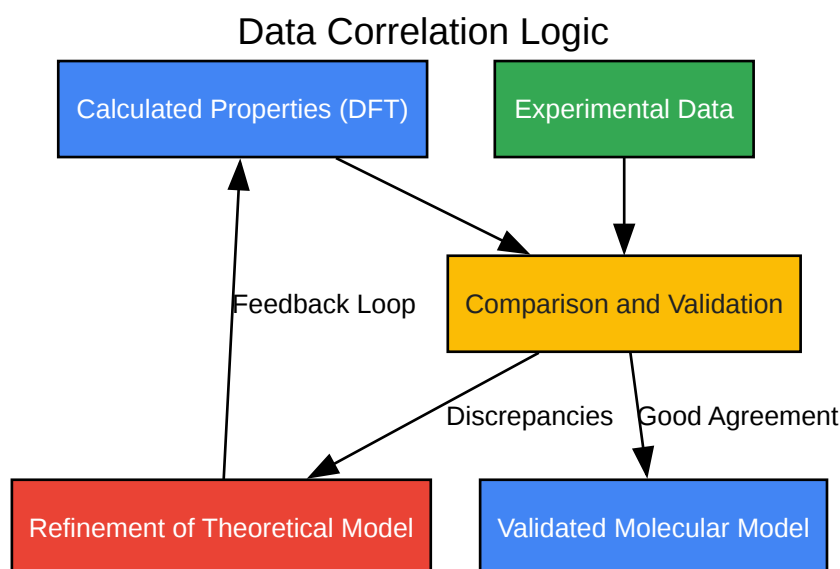 Data Correlation Logic
Calculated Properties (DFT)
Experimental Data
Comparison and Validation
Feedback Loop
Discrepancies
Good Agreement
Refinement of Theoretical Model
Validated Molecular Model